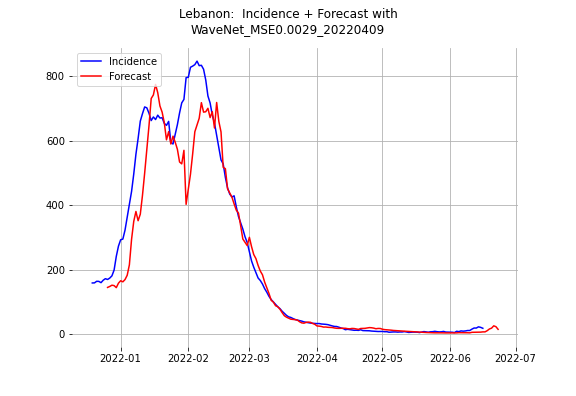 Lebanon:  Incidence + Forecast with
WaveNet_MSE0.0029_20220409
Incidence
Forecast
800
600
400
200
0
2022-01 2022-02 2022-03 2022-04 2022-05 2022-06 2022-07